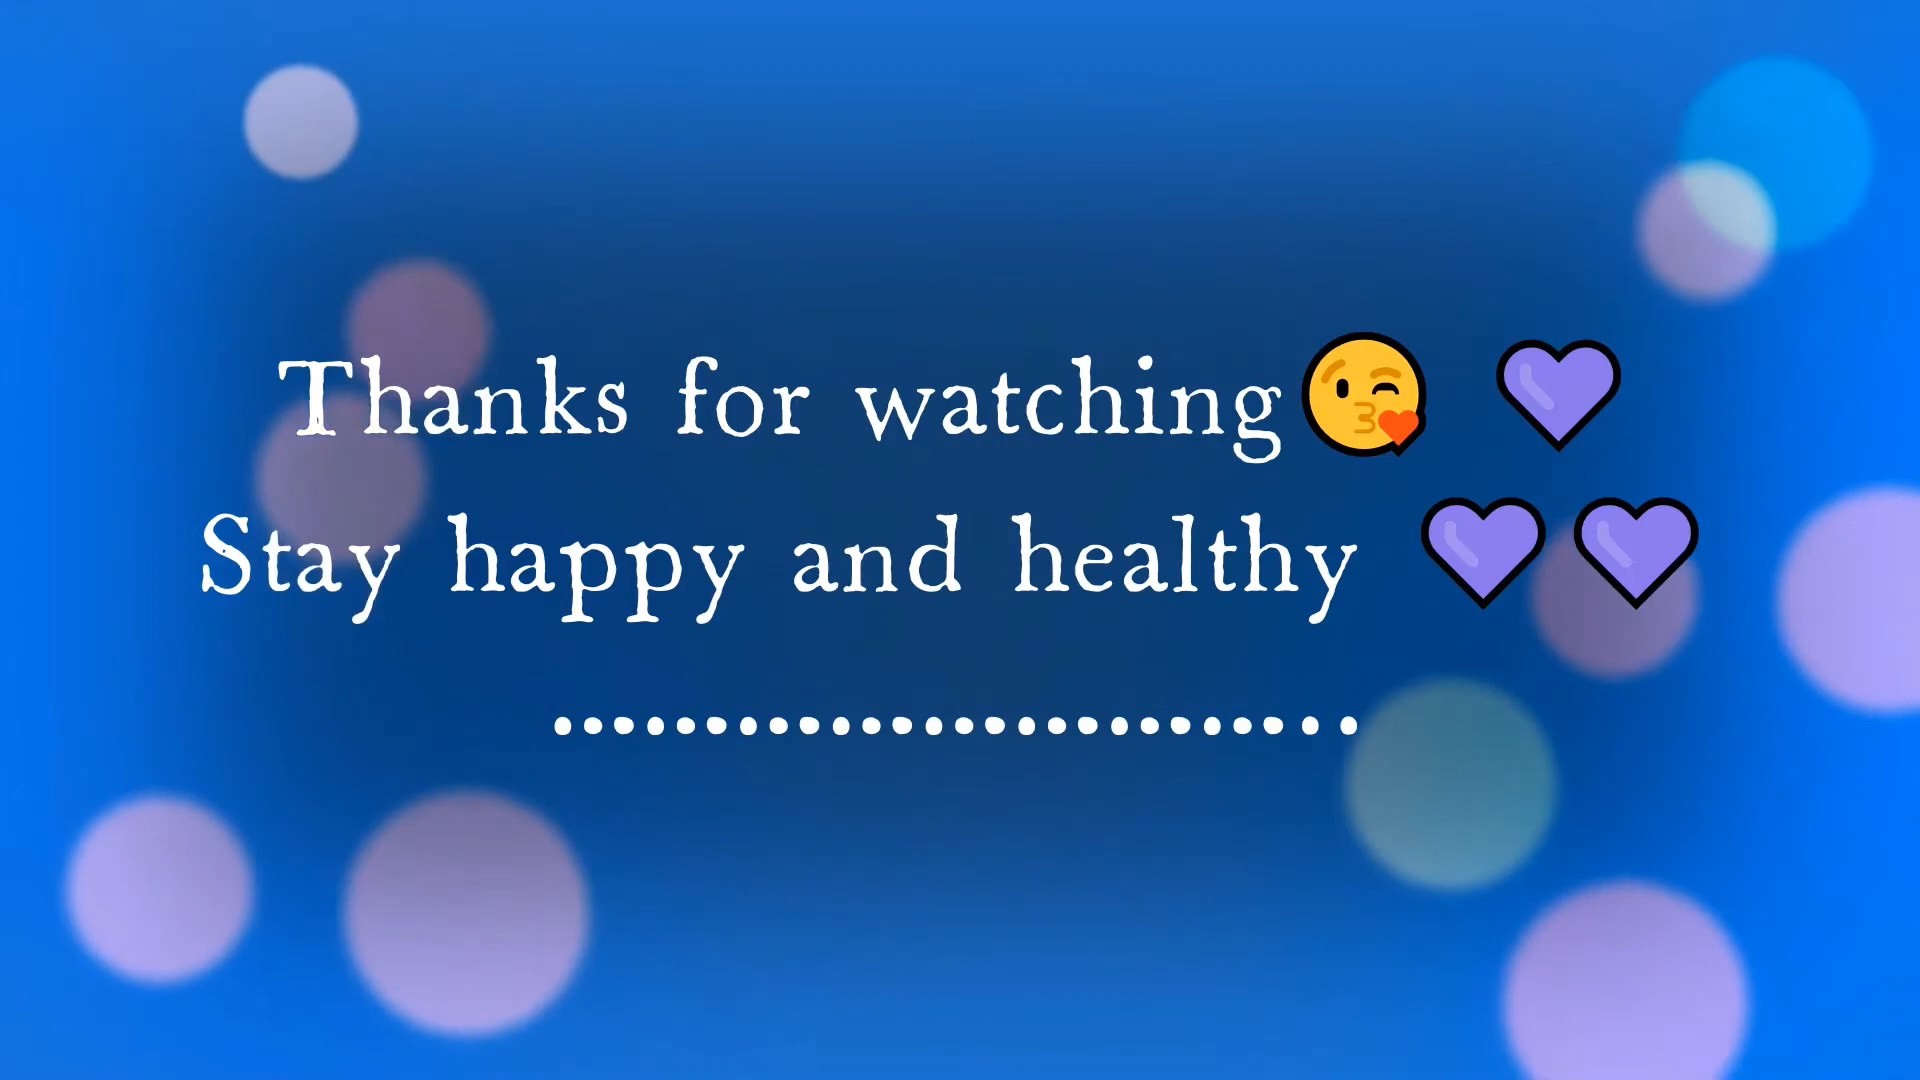 Thanks for watching😘 💜
Stay happy and healthy 💜💜
..........................